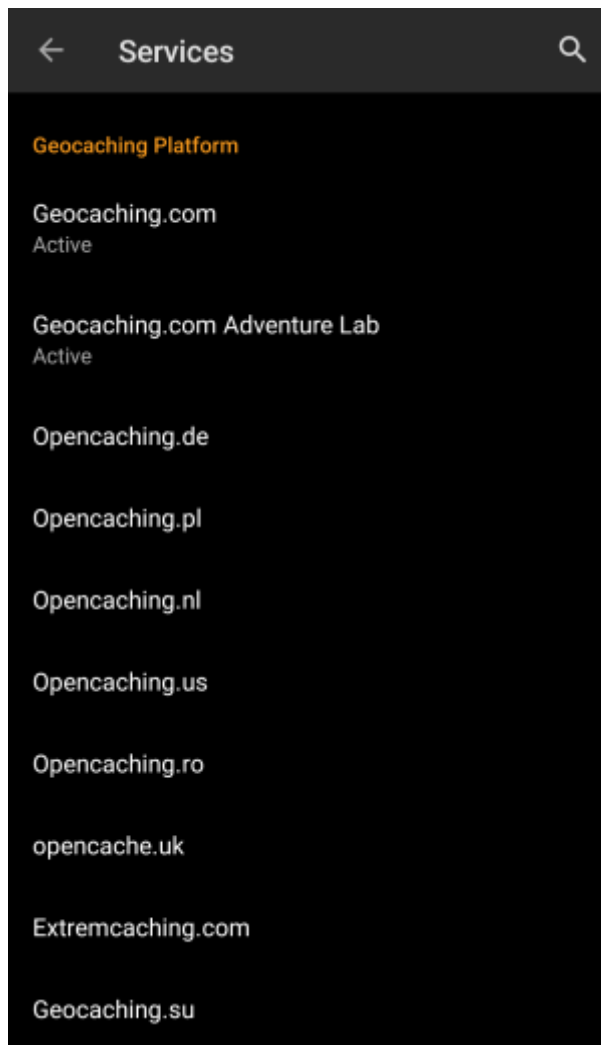 Services
Geocaching Platform
Geocaching.com
Active
Geocaching.com Adventure Lab
Active
Opencaching.de
Opencaching.pl
Opencaching.nl
Opencaching.us
Opencaching.ro
opencache.uk
Extremcaching.com
Geocaching.su